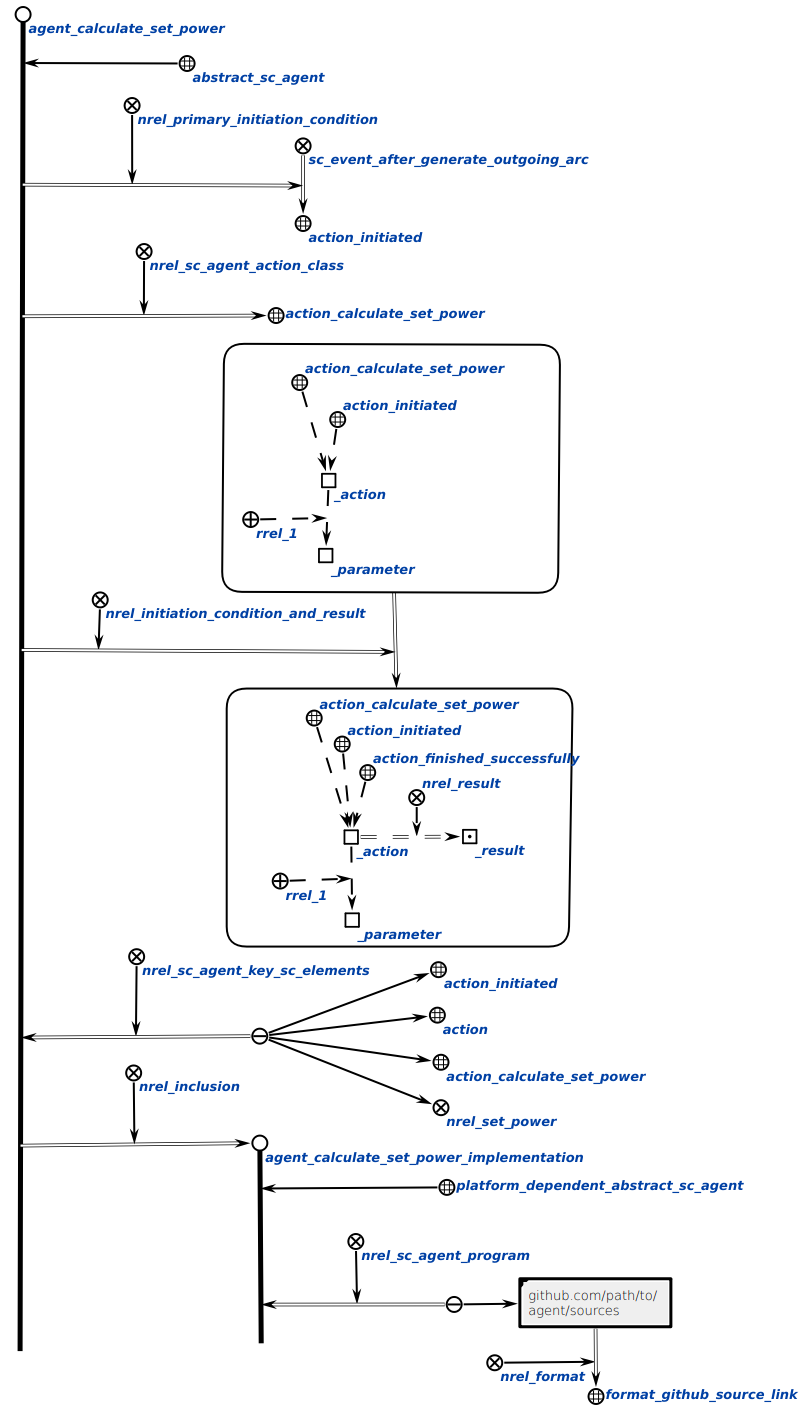 agent_calculate_set_power
abstract_sc_agent
nrel_primary_initiation_condition
sc_event_after_generate_outgoing_arc
action_initiated
nrel_sc_agent_action_class
action_calculate_set_power
action_calculate_set_power
action_initiated
_action
rrel_1
_parameter
nrel_initiation_condition_and_result
action_calculate_set_power
action_initiated
action_finished_successfully
nrel_result
_action
_result
rrel_1
_parameter
nrel_sc_agent_key_sc_elements
action_initiated
action
action_calculate_set_power
nrel_inclusion
nrel_set_power
agent_calculate_set_power_implementation
platform_dependent_abstract_sc_agent
nrel_sc_agent_program
github.com/path/to/
agent/sources
nrel_format
format_github_source_link